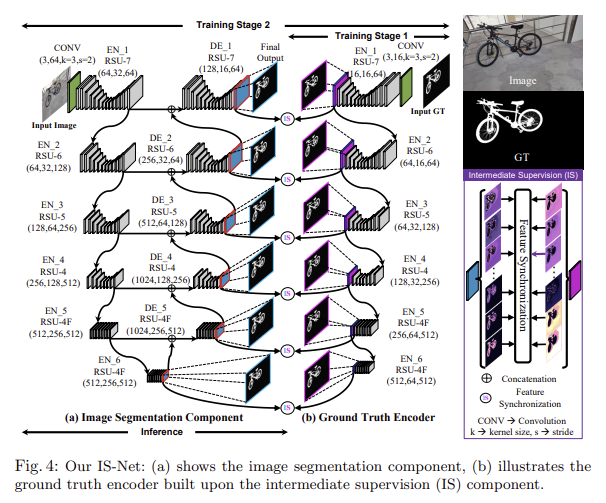 Training Stage 2
Training Stage 1
CONV
(3,64,k=3,s=2)
EN_1
RSU-7
(64,32,64)
DE_1
RSU-7
(128,16,64)
Final
Output
EN_1
RSU-7
(16,16,64)
CONV
(3,16,k=3,s=2)
Input Image
Input GT
IS
EN_2
RSU-6
(64,32,128)
DE_2
RSU-6
(256,32,64)
EN_2
RSU-6
(64,16,64)
IS
EN_3
RSU-5
(128,64,256)
DE_3
RSU-5
(512,64,128)
EN_3
RSU-5
(64,32,128)
IS
EN_4
RSU-4
(256,128,512)
DE_4
RSU-4
(1024,128,256)
EN_4
RSU-4
(128,32,256)
IS
EN_5
RSU-4F
(512,256,512)
DE_5
RSU-4F
(1024,256,512)
EN_5
RSU-4F
(256,64,512)
IS
EN_6
RSU-4F
(512,256,512)
EN_6
RSU-4F
(512,64,512)
IS
(a) Image Segmentation Component
(b) Ground Truth Encoder
Inference
Image
GT
Intermediate Supervision (IS)
Feature Synchronization
Concatenation
IS
Feature
Synchronization
CONV → Convolution
k → kernel size, s → stride
Fig. 4: Our IS-Net: (a) shows the image segmentation component, (b) illustrates the
ground truth encoder built upon the intermediate supervision (IS) component.